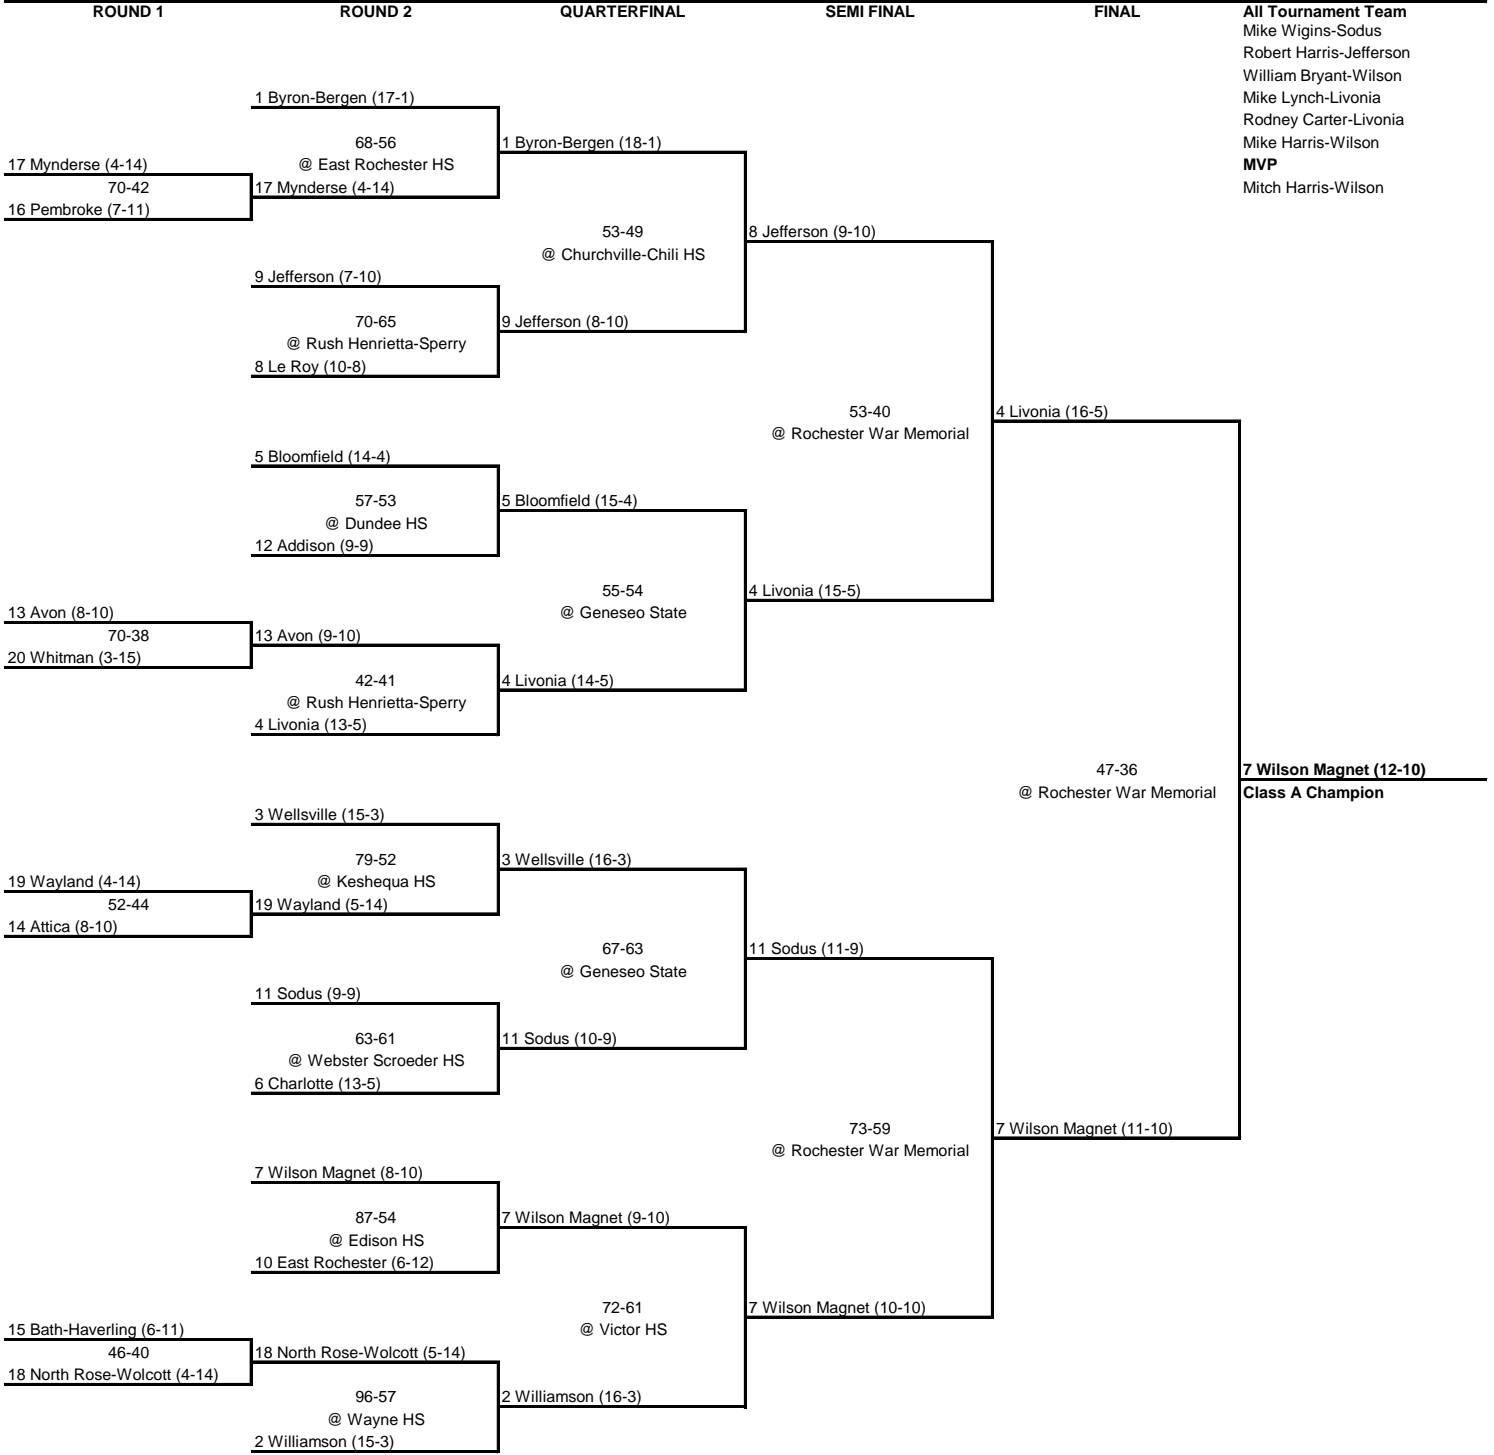 ROUND 1 ROUND 2 QUARTERFINAL SEMI FINAL FINAL All Tournament Team
Mike Wigins-Sodus
Robert Harris-Jefferson
William Bryant-Wilson
1 Byron-Bergen (17-1) Mike Lynch-Livonia
Rodney Carter-Livonia
68-56 1 Byron-Bergen (18-1) Mike Harris-Wilson
17 Mynderse (4-14) @ East Rochester HS MVP
70-42 17 Mynderse (4-14) Mitch Harris-Wilson
16 Pembroke (7-11)
53-49 8 Jefferson (9-10)
@ Churchville-Chili HS
9 Jefferson (7-10)
70-65 9 Jefferson (8-10)
@ Rush Henrietta-Sperry
8 Le Roy (10-8)
53-40 4 Livonia (16-5)
@ Rochester War Memorial
5 Bloomfield (14-4)
57-53 5 Bloomfield (15-4)
@ Dundee HS
12 Addison (9-9)
55-54 4 Livonia (15-5)
13 Avon (8-10) @ Geneseo State
70-38 13 Avon (9-10)
20 Whitman (3-15)
42-41 4 Livonia (14-5)
@ Rush Henrietta-Sperry
4 Livonia (13-5)
47-36 7 Wilson Magnet (12-10)
@ Rochester War Memorial Class A Champion
3 Wellsville (15-3)
79-52 3 Wellsville (16-3)
19 Wayland (4-14) @ Keshequa HS
52-44 19 Wayland (5-14)
14 Attica (8-10)
67-63 11 Sodus (11-9)
@ Geneseo State
11 Sodus (9-9)
63-61 11 Sodus (10-9)
@ Webster Scroeder HS
6 Charlotte (13-5)
73-59 7 Wilson Magnet (11-10)
@ Rochester War Memorial
7 Wilson Magnet (8-10)
87-54 7 Wilson Magnet (9-10)
@ Edison HS
10 East Rochester (6-12)
72-61 7 Wilson Magnet (10-10)
15 Bath-Haverling (6-11) @ Victor HS
46-40 18 North Rose-Wolcott (5-14)
18 North Rose-Wolcott (4-14)
96-57 2 Williamson (16-3)
@ Wayne HS
2 Williamson (15-3)